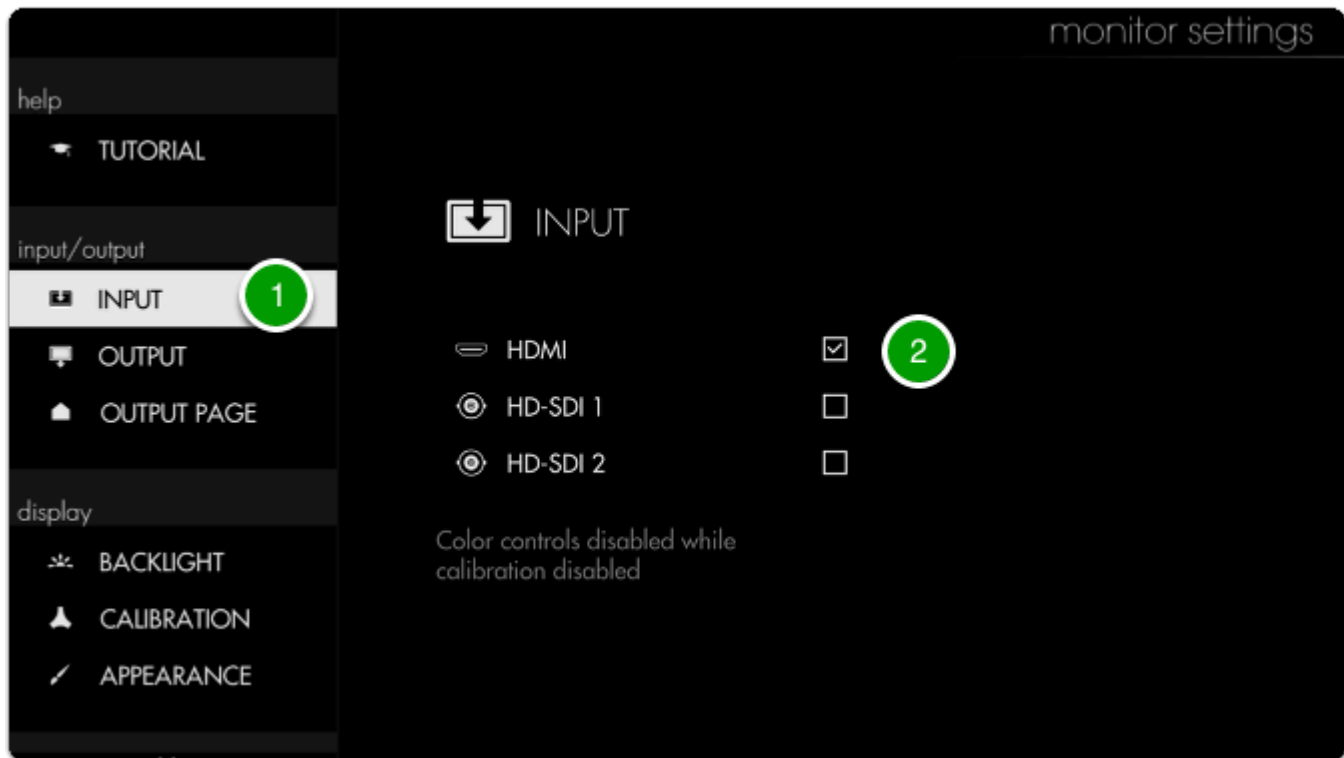 monitor settings
help
TUTORIAL
input/output
INPUT
1
OUTPUT
OUTPUT PAGE
display
BACKLIGHT
CALIBRATION
APPEARANCE
INPUT
HDMI
2
HD-SDI 1
HD-SDI 2
Color controls disabled while
calibration disabled